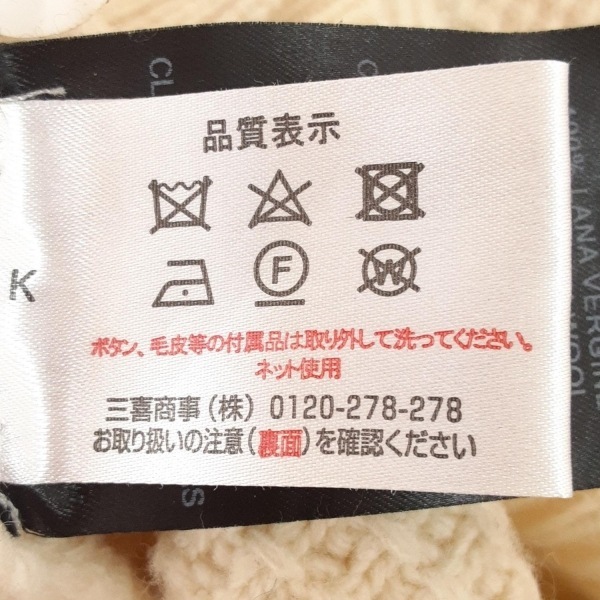 品質表示
F
W
K
ボタン、毛皮等の付属品は取り外して洗ってください。
ネット使用
三喜商事(株) 0120-278-278
お取り扱いの注意(裏面)を確認ください
100% LANA VERGINE